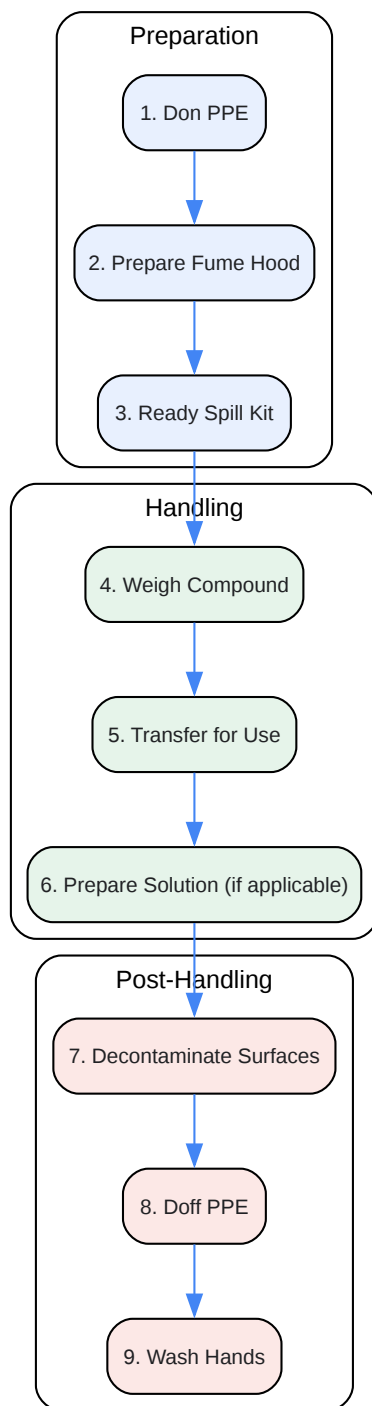 Preparation
1. Don PPE
2. Prepare Fume Hood
3. Ready Spill Kit
Handling
4. Weigh Compound
5. Transfer for Use
6. Prepare Solution (if applicable)
Post-Handling
7. Decontaminate Surfaces
8. Doff PPE
9. Wash Hands